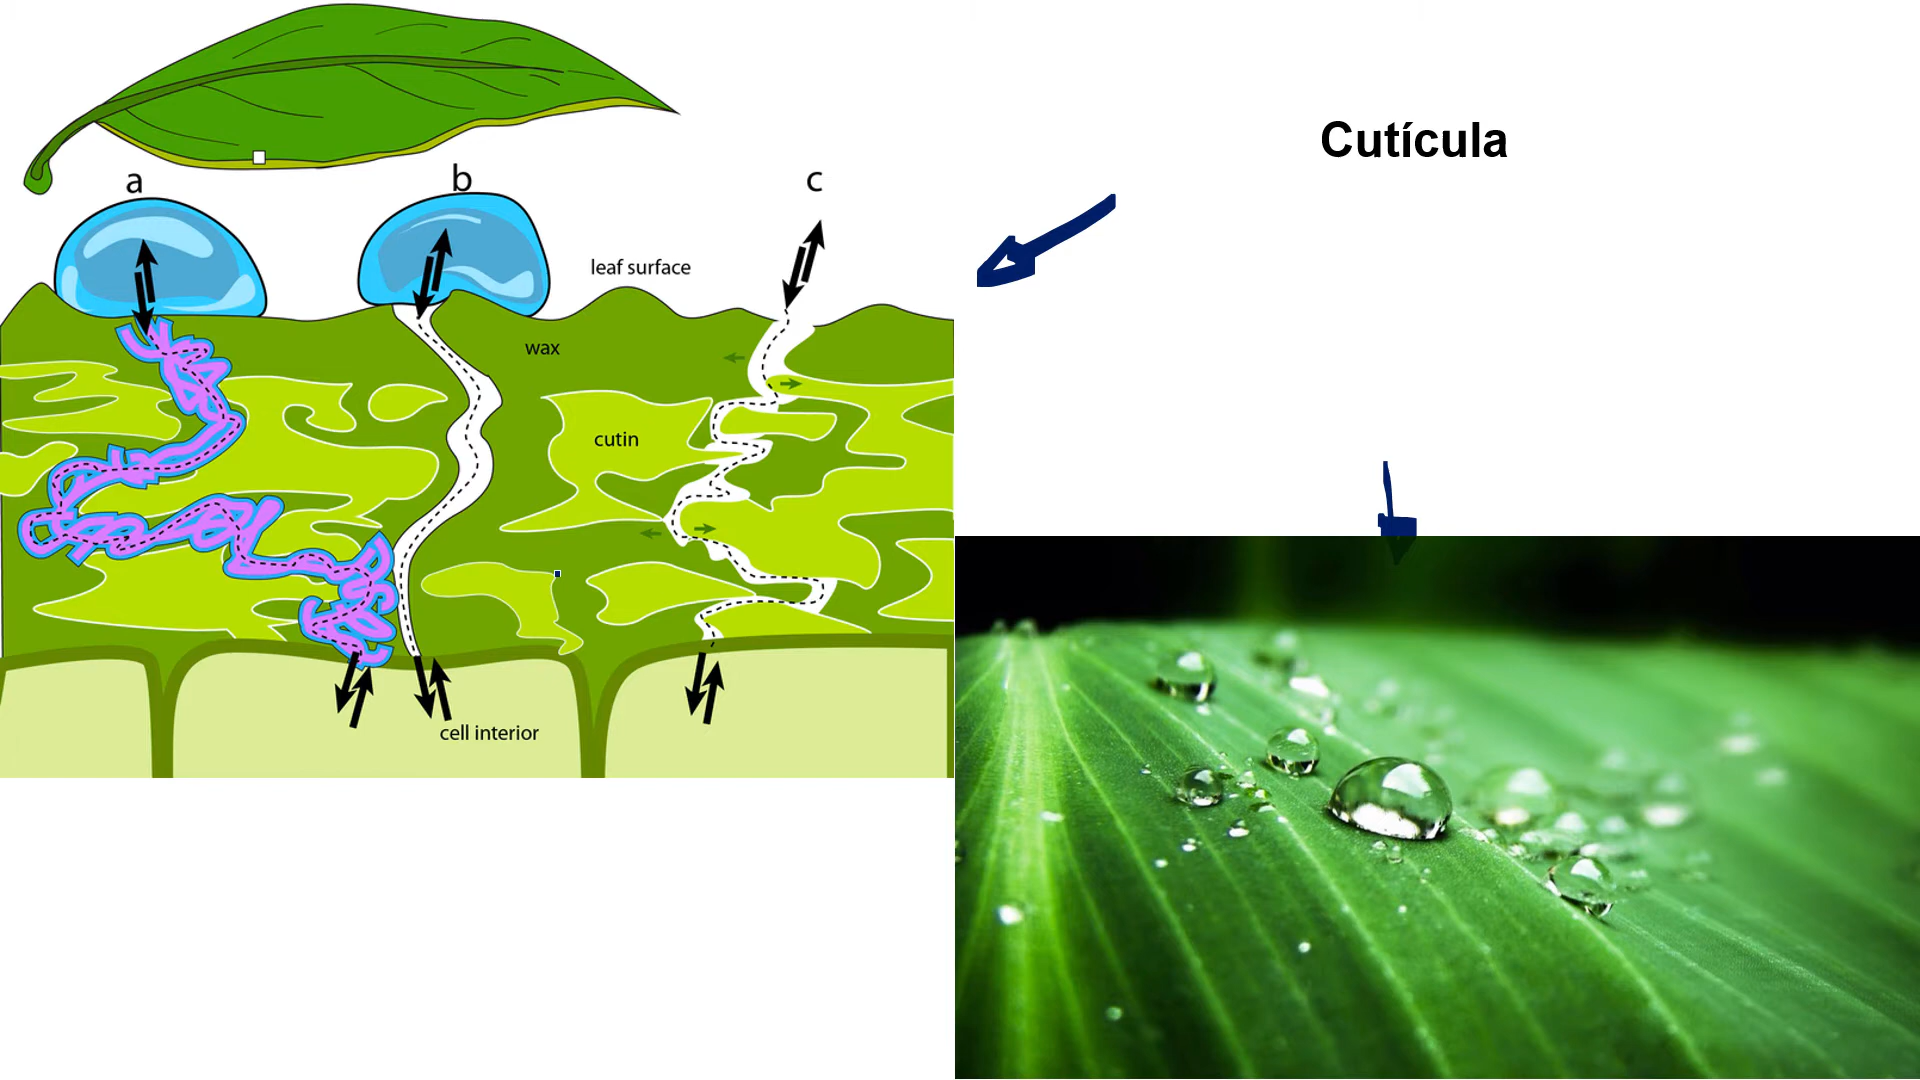 Cutícula
a
b
c
leaf surface
wax
cutin
cell interior